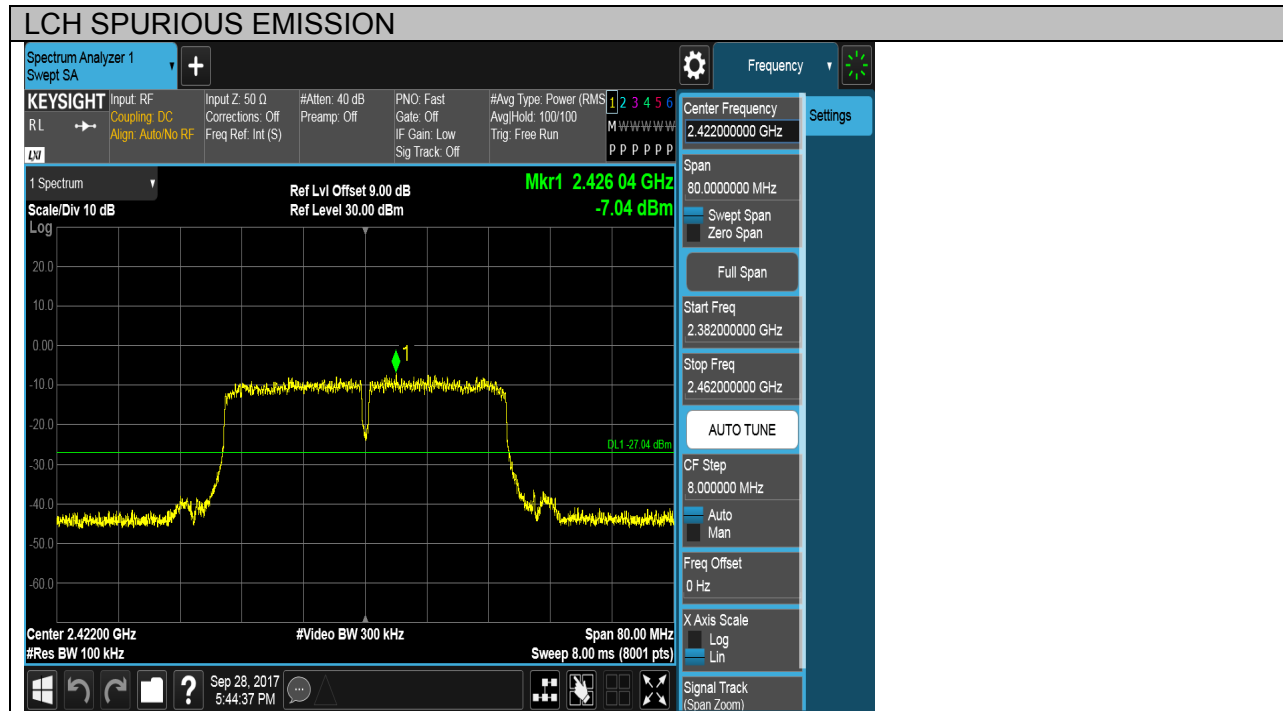 LCH SPURIOUS EMISSION
Spectrum Analyzer 1
Swept SA
+
Frequency
KEYSIGHT
RL
LXI
Input: RF
Coupling: DC
Align: Auto/No RF
Input Z: 50 Ω
Corrections: Off
Freq Ref: Int (S)
#Atten: 40 dB
Preamp: Off
PNO: Fast
Gate: Off
IF Gain: Low
Sig Track: Off
#Avg Type: Power (RMS
Avg|Hold: 100/100
Trig: Free Run
1 2 3 4 5 6
M W W W W W
P P P P P P
1 Spectrum
Scale/Div 10 dB
Log
Ref Lvl Offset 9.00 dB
Ref Level 30.00 dBm
Mkr1 2.426 04 GHz
-7.04 dBm
20.0
10.0
0.00
-10.0
-20.0
-30.0
-40.0
-50.0
-60.0
1
DL1 -27.04 dBm
Center 2.42200 GHz
#Res BW 100 kHz
#Video BW 300 kHz
Span 80.00 MHz
Sweep 8.00 ms (8001 pts)
Center Frequency
2.422000000 GHz
Settings
Span
80.0000000 MHz
Swept Span
Zero Span
Full Span
Start Freq
2.382000000 GHz
Stop Freq
2.462000000 GHz
AUTO TUNE
CF Step
8.000000 MHz
Auto
Man
Freq Offset
0 Hz
X Axis Scale
Log
Lin
Signal Track
(Span Zoom)
?
Sep 28, 2017
5:44:37 PM